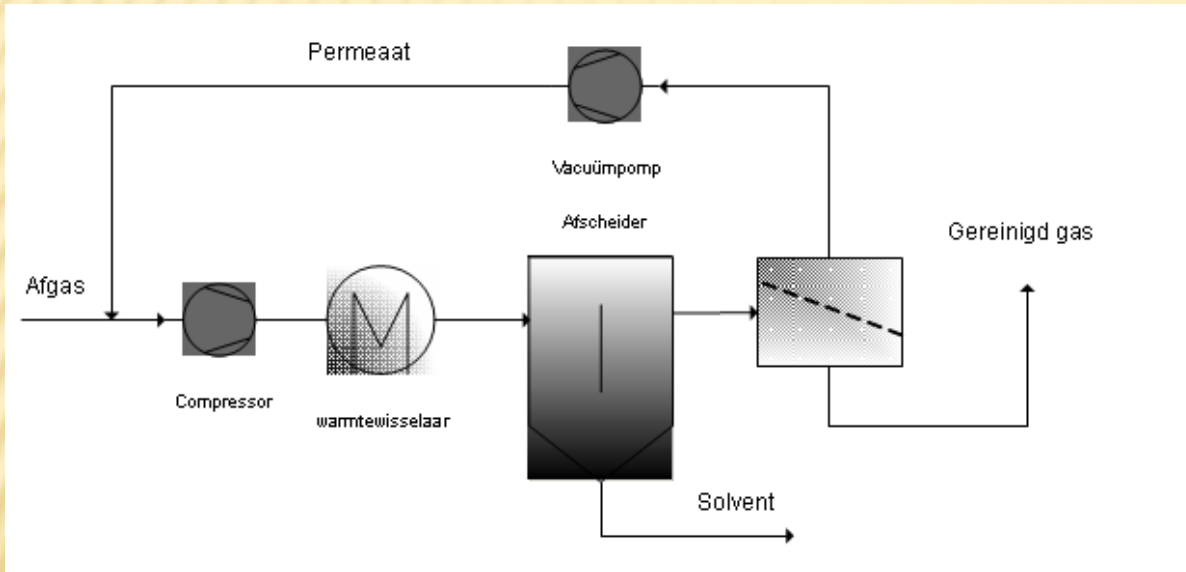 Permeaat
Vacuümpomp
Afscheider
Gereinigd gas
Afgas
Compressor
warmtewisselaar
Solvent